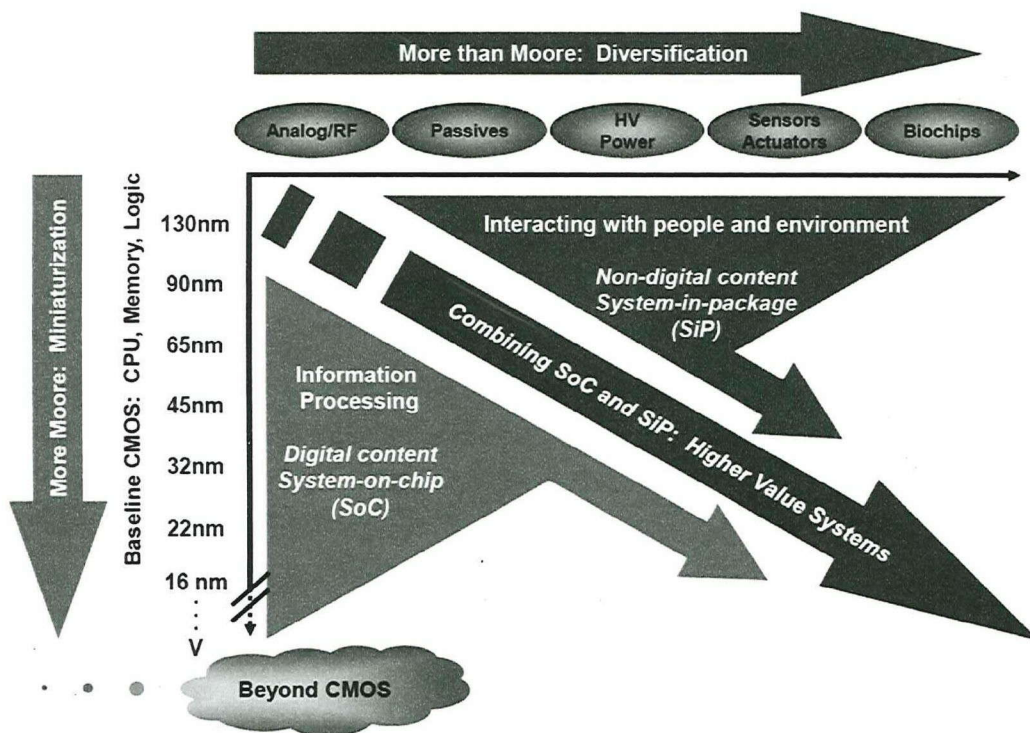 More than Moore: Diversification
Analog/RF
Passives
HV
Power
Sensors
Actuators
Biochips
More Moore: Miniaturization
Baseline CMOS: CPU, Memory, Logic
130nm
90nm
65nm
45nm
32nm
22nm
16 nm
V
Interacting with people and environment
Non-digital content
System-in-package
(SiP)
Combining SoC and SiP: Higher Value Systems
Information
Processing
Digital content
System-on-chip
(SoC)
Beyond CMOS